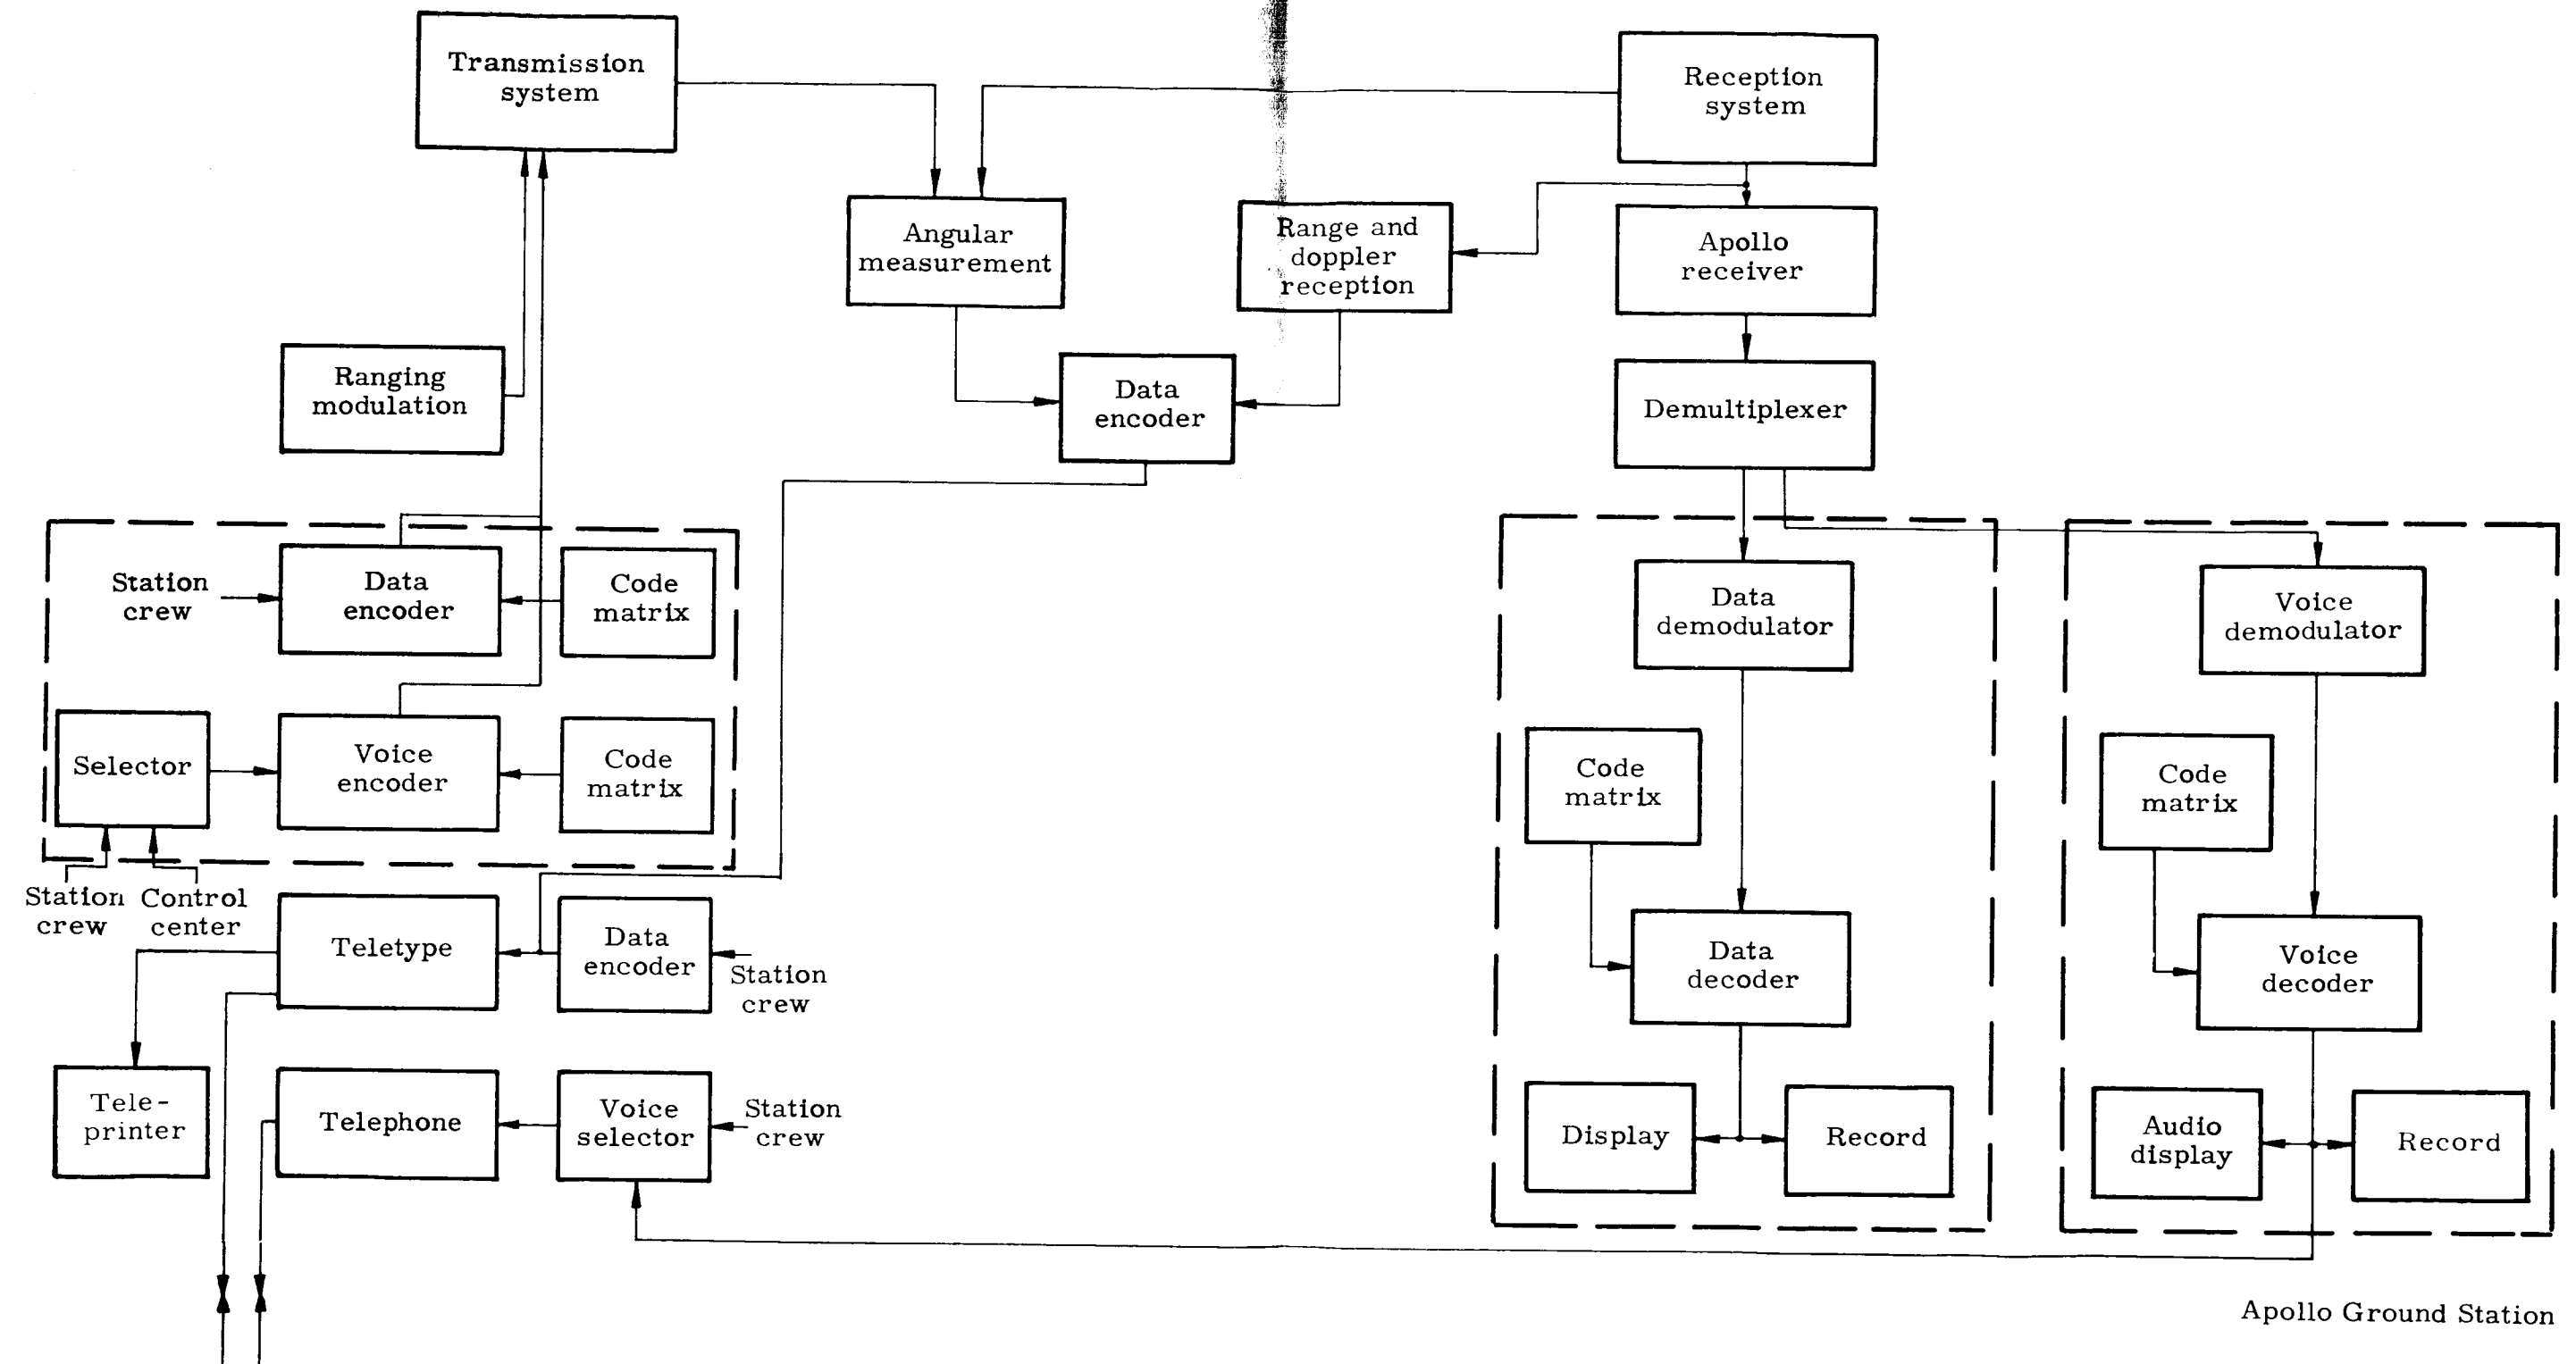 Transmission
system
Reception
system
Angular
measurement
Range and
doppler
reception
Apollo
receiver
Ranging
modulation
Data
encoder
Demultiplexer
Station
crew
Data
encoder
Code
matrix
Data
demodulator
Voice
demodulator
Selector
Voice
encoder
Code
matrix
Code
matrix
Code
matrix
Station
crew
Control
center
Teletype
Data
encoder
Station
crew
Data
decoder
Voice
decoder
Tele-
printer
Telephone
Voice
selector
Station
crew
Display
Record
Audio
display
Record
Apollo Ground Station